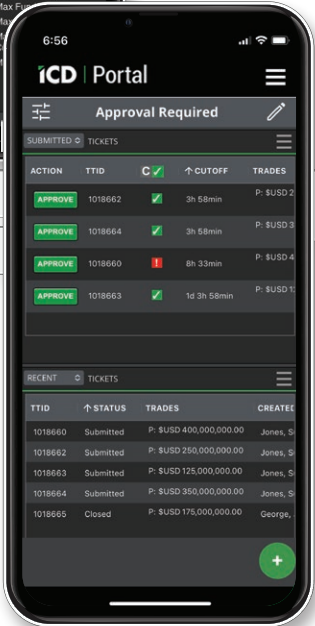 Max Fu
6:56
iCD | Portal
Approval Required
SUBMITTED TICKETS
ACTION TTID C ↑ CUTOFF TRADES
APPROVE 1018662 3h 58min P: $USD 2
APPROVE 1018664 3h 58min P: $USD 3
APPROVE 1018660 ! 8h 33min P: $USD 4
APPROVE 1018663 1d 3h 58min P: $USD 1
RECENT TICKETS
TTID ↑ STATUS TRADES CREATED
1018660 Submitted P: $USD 400,000,000.00 Jones, S
1018662 Submitted P: $USD 250,000,000.00 Jones, S
1018663 Submitted P: $USD 125,000,000.00 Jones, S
1018664 Submitted P: $USD 350,000,000.00 Jones, S
1018665 Closed P: $USD 175,000,000.00 George,
+